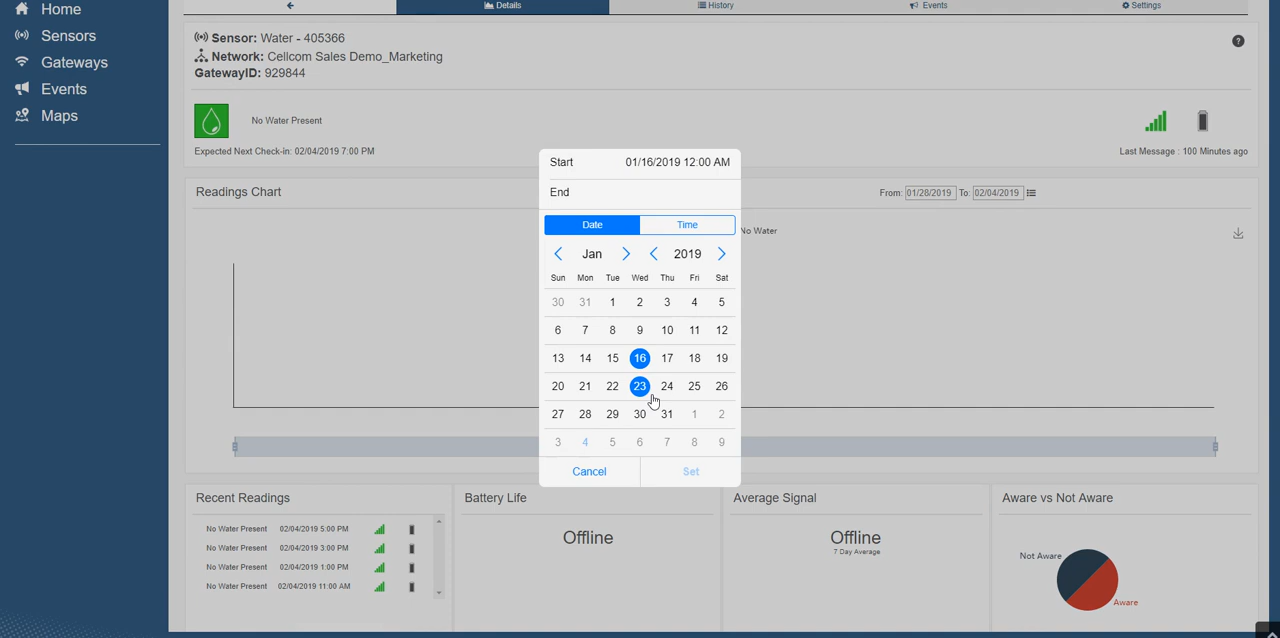 Home
Sensors
Gateways
Events
Maps
Details
History
Events
Settings
Sensor: Water - 405366
Network: Cellcom Sales Demo_Marketing
GatewayID: 929844
?
No Water Present
Expected Next Check-in: 02/04/2019 7:00 PM
Last Message : 100 Minutes ago
Readings Chart
From: 01/28/2019 To: 02/04/2019
No Water
Start 01/16/2019 12:00 AM
End
Date Time
Jan 2019
Sun Mon Tue Wed Thu Fri Sat
30 31 1 2 3 4 5
6 7 8 9 10 11 12
13 14 15 16 17 18 19
20 21 22 23 24 25 26
27 28 29 30 31 1 2
3 4 5 6 7 8 9
Cancel Set
Recent Readings
No Water Present 02/04/2019 5:00 PM
No Water Present 02/04/2019 3:00 PM
No Water Present 02/04/2019 1:00 PM
No Water Present 02/04/2019 11:00 AM
Battery Life
Offline
Average Signal
Offline
7 Day Average
Aware vs Not Aware
Not Aware
Aware